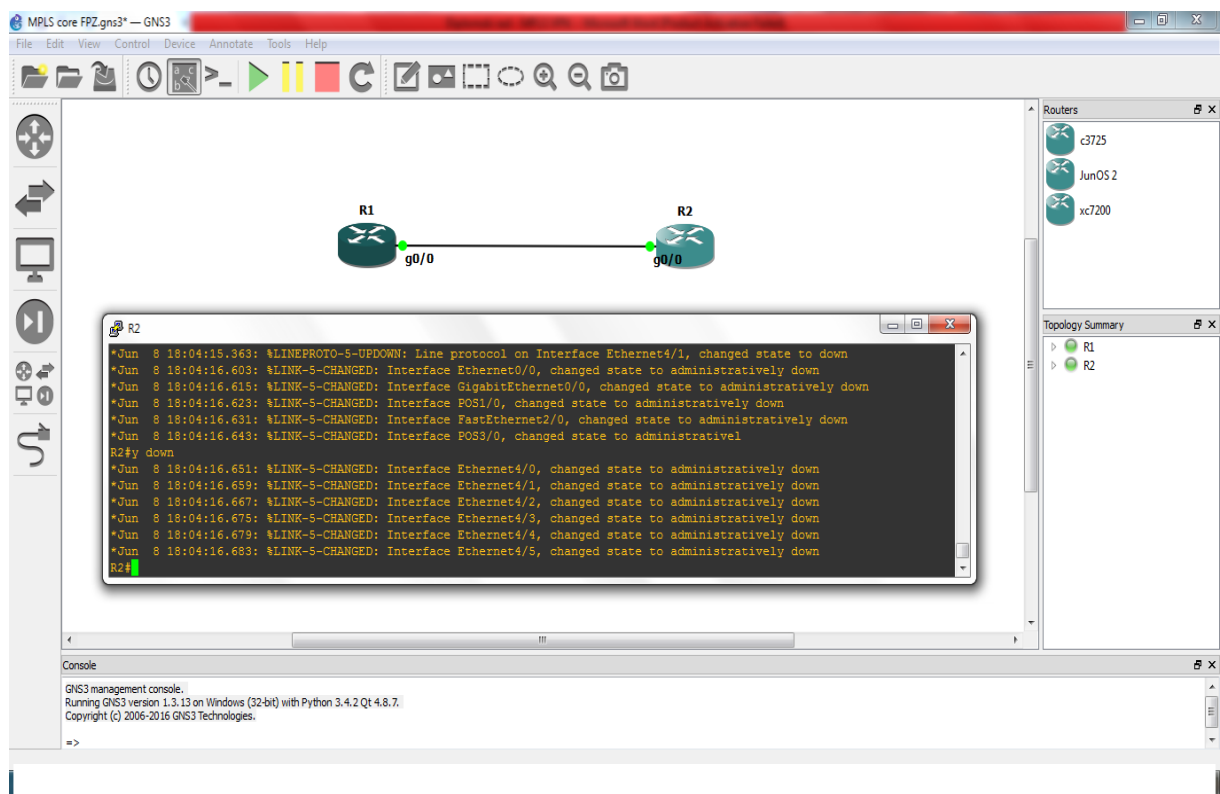 MPLS core FPZ.gns3* — GNS3
File Edit View Control Device Annotate Tools Help
Routers
c3725
JunOS 2
xc7200
R1
R2
g0/0
g0/0
R2
*Jun 8 18:04:15.363: %LINEPROTO-5-UPDOWN: Line protocol on Interface Ethernet4/1, changed state to down
*Jun 8 18:04:16.603: %LINK-5-CHANGED: Interface Ethernet0/0, changed state to administratively down
*Jun 8 18:04:16.615: %LINK-5-CHANGED: Interface GigabitEthernet0/0, changed state to administratively down
*Jun 8 18:04:16.623: %LINK-5-CHANGED: Interface POS1/0, changed state to administratively down
*Jun 8 18:04:16.631: %LINK-5-CHANGED: Interface FastEthernet2/0, changed state to administratively down
*Jun 8 18:04:16.643: %LINK-5-CHANGED: Interface POS3/0, changed state to administrativel
R2#y down
*Jun 8 18:04:16.651: %LINK-5-CHANGED: Interface Ethernet4/0, changed state to administratively down
*Jun 8 18:04:16.659: %LINK-5-CHANGED: Interface Ethernet4/1, changed state to administratively down
*Jun 8 18:04:16.667: %LINK-5-CHANGED: Interface Ethernet4/2, changed state to administratively down
*Jun 8 18:04:16.675: %LINK-5-CHANGED: Interface Ethernet4/3, changed state to administratively down
*Jun 8 18:04:16.679: %LINK-5-CHANGED: Interface Ethernet4/4, changed state to administratively down
*Jun 8 18:04:16.683: %LINK-5-CHANGED: Interface Ethernet4/5, changed state to administratively down
R2#
Topology Summary
R1
R2
Console
GNS3 management console.
Running GNS3 version 1.3.13 on Windows (32-bit) with Python 3.4.2 Qt 4.8.7.
Copyright (c) 2006-2016 GNS3 Technologies.
=>